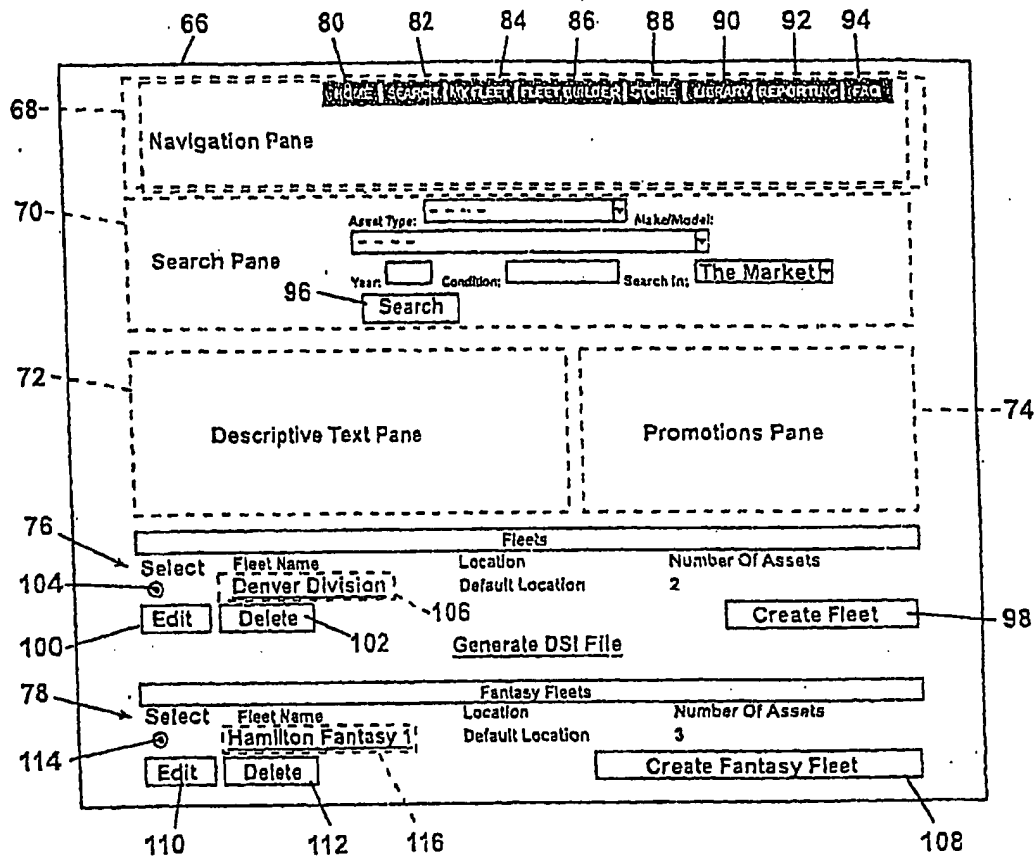 80 82 84 86 88 90 92 94
66
HOME SEARCH MY FLEET FLEET BUILDER STORE LIBRARY REPORTING FAQ
68
Navigation Pane
70
- - - -
Asset Type: Make/Model:
- - - -
Search Pane
Year: Condition: Search In: The Market
96 Search
72
74
Descriptive Text Pane Promotions Pane
76
Fleets
Select Fleet Name Location Number Of Assets
104 Denver Division Default Location 2
Edit Delete Create Fleet
100 102 106 98
Generate DSI File
78
Fantasy Fleets
Select Fleet Name Location Number Of Assets
114 Hamilton Fantasy 1 Default Location 3
Edit Delete Create Fantasy Fleet
110 112 116 108